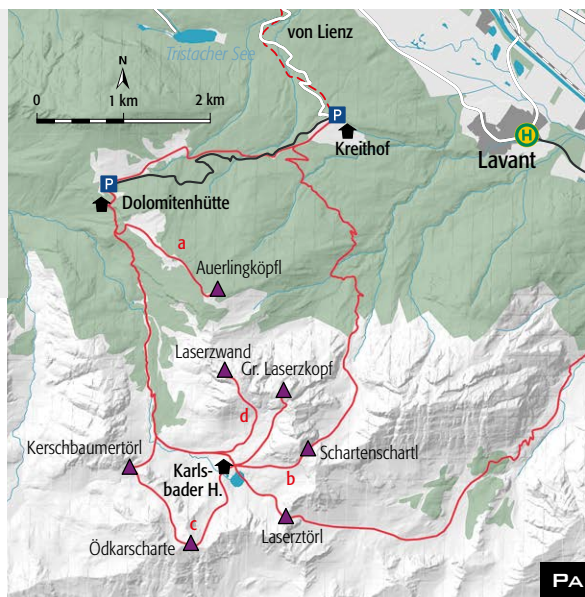 von Lienz
Tristacher See
N
0
1 km
2 km
P
Kreithof
H
Lavant
P
Dolomitenhütte
a
Auerlingköpfl
Laserzwand
Gr. Laserzkopf
d
Kerschbaumertörl
Karls-
bader H.
b
Schartenschartl
c
Ödkarscharte
Laserztörl
PA